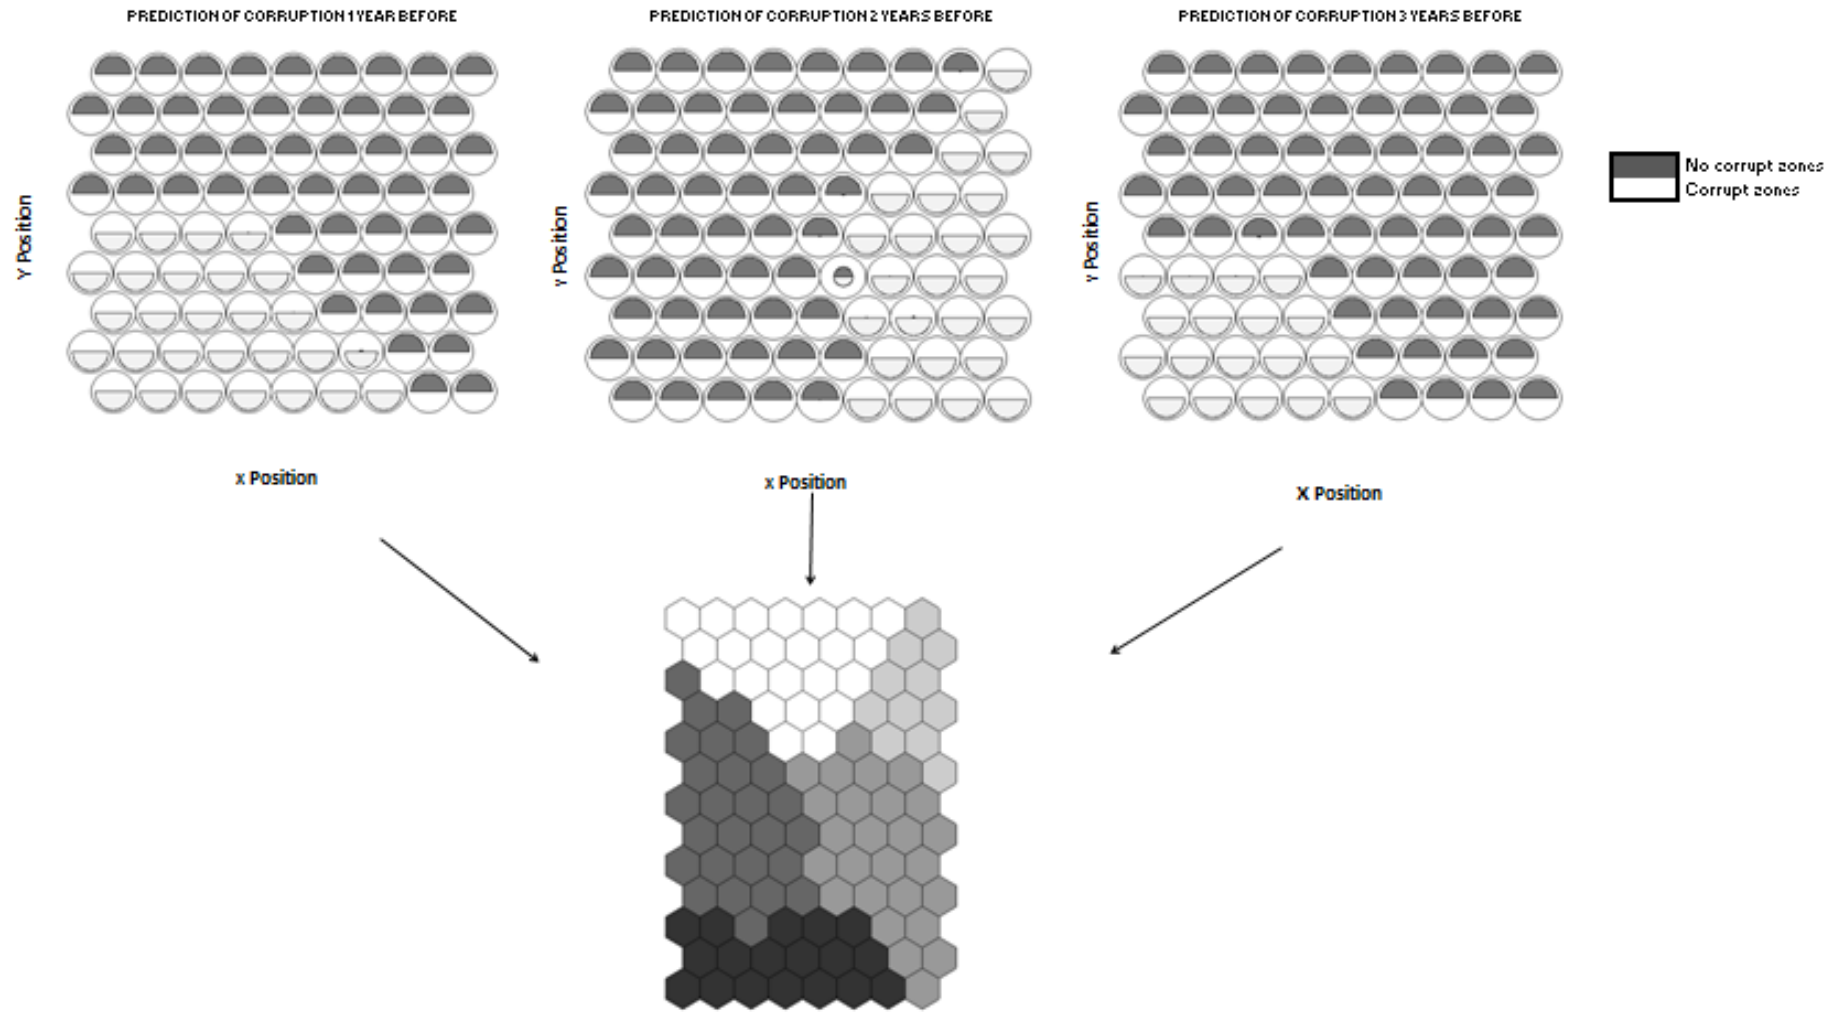 PREDICTION OF CORRUPTION 1 YEAR BEFORE
PREDICTION OF CORRUPTION 2 YEARS BEFORE
PREDICTION OF CORRUPTION 3 YEARS BEFORE
No corrupt zones
Corrupt zones
Y Position
Y Position
Y Position
x Position
x Position
X Position